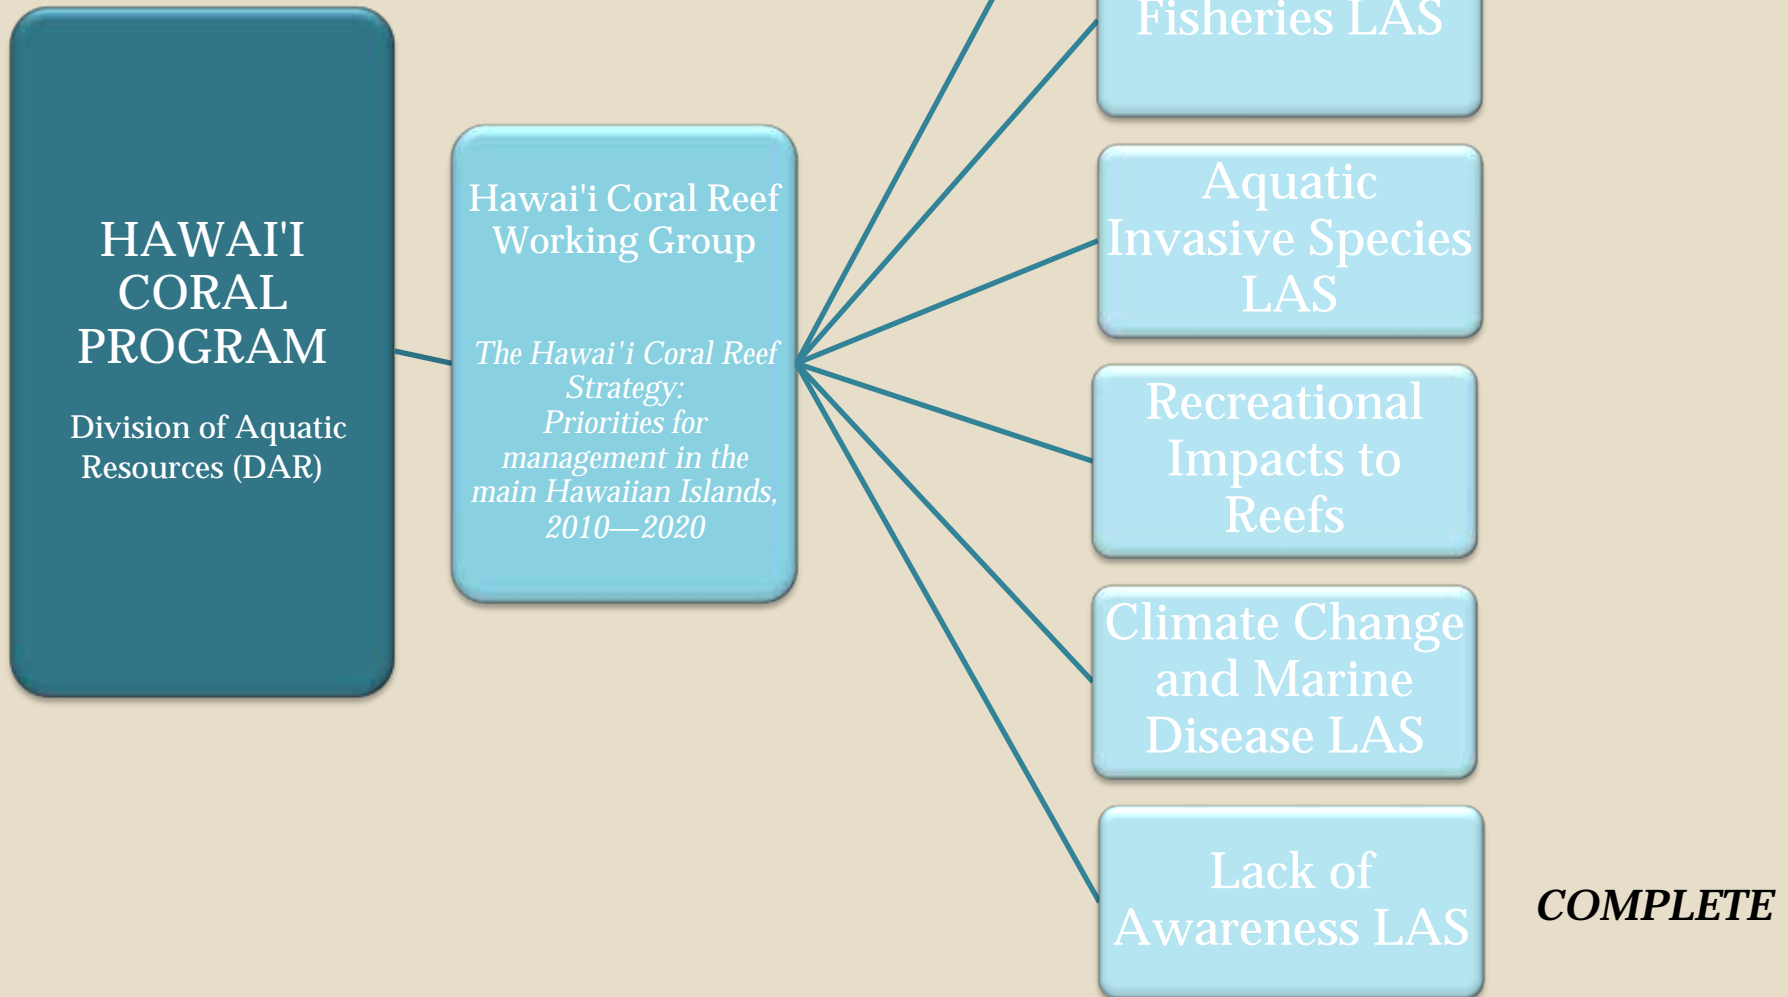 HAWAI'I
CORAL
PROGRAM
Division of Aquatic
Resources (DAR)
Hawai'i Coral Reef
Working Group
The Hawai'i Coral Reef
Strategy:
Priorities for
management in the
main Hawaiian Islands,
2010—2020
Fisheries LAS
Aquatic
Invasive Species
LAS
Recreational
Impacts to
Reefs
Climate Change
and Marine
Disease LAS
Lack of
Awareness LAS
COMPLETE